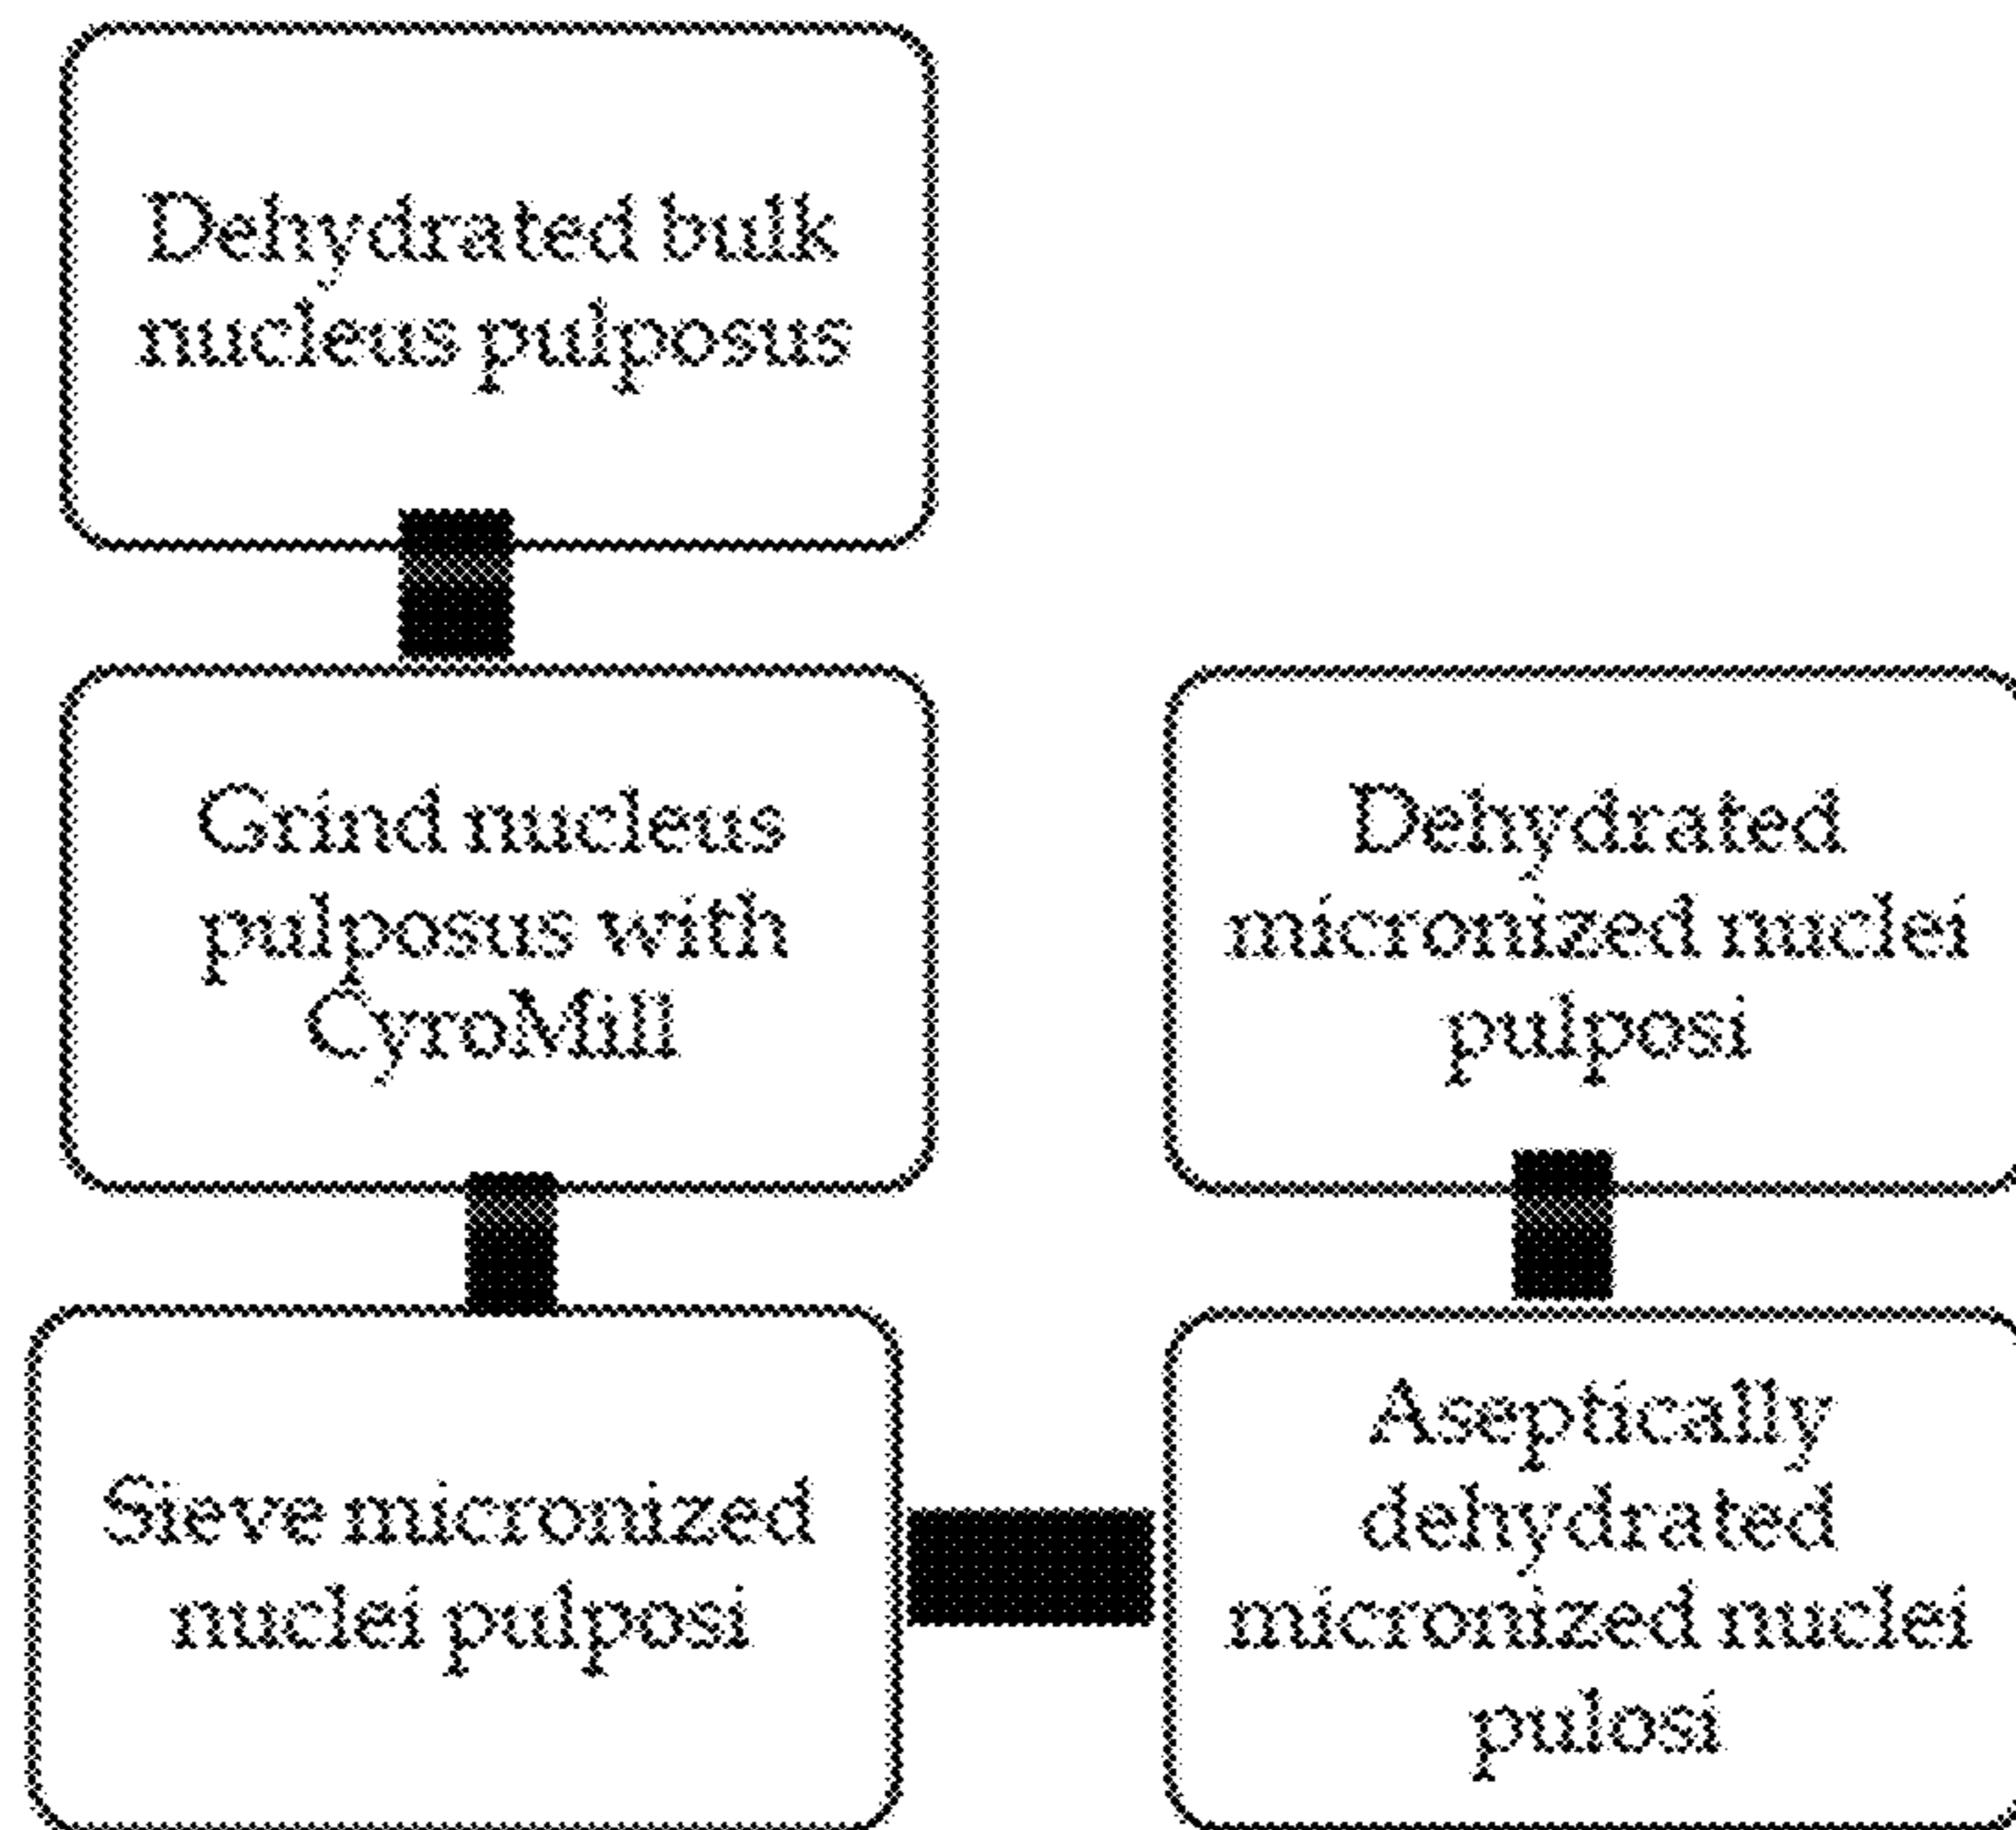 Dehydrated bulk
nucleus pulposus
Grind nucleus
pulposus with
CyroMill
Sieve micronized
nuclei pulposi
Dehydrated
micronized nuclei
pulposi
Aseptically
dehydrated
micronized nuclei
pulosi